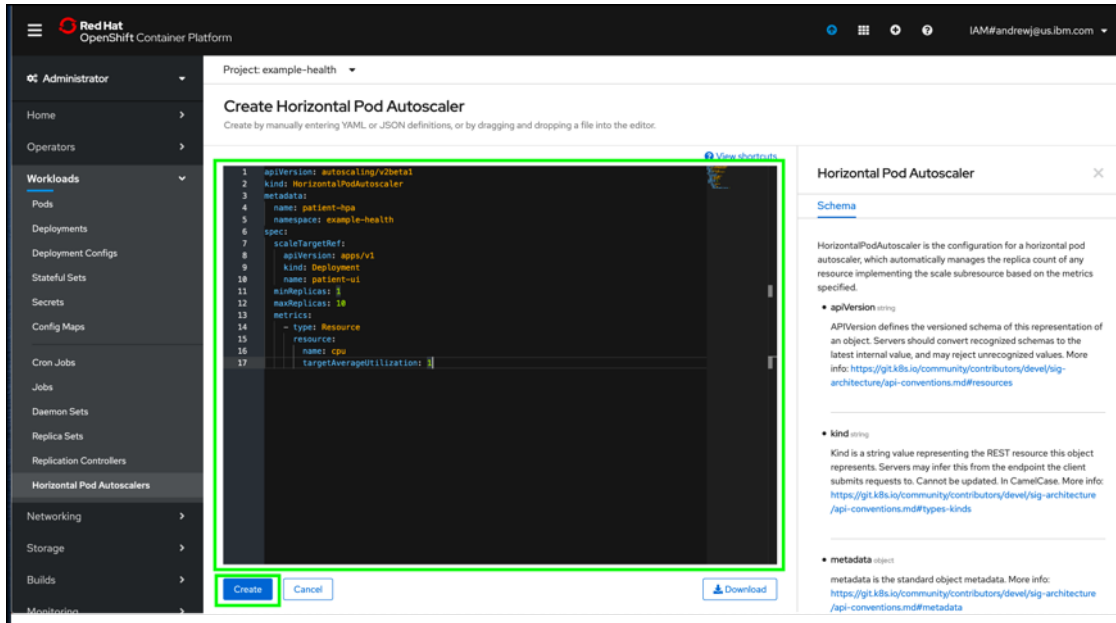 Red Hat
OpenShift Container Platform
IAM#andrewj@us.ibm.com
Administrator
Home
Operators
Workloads
Pods
Deployments
Deployment Configs
Stateful Sets
Secrets
Config Maps
Cron Jobs
Jobs
Daemon Sets
Replica Sets
Replication Controllers
Horizontal Pod Autoscalers
Networking
Storage
Builds
Monitoring
Project: example-health
Create Horizontal Pod Autoscaler
Create by manually entering YAML or JSON definitions, or by dragging and dropping a file into the editor.
View shortcuts
1 apiVersion: autoscaling/v2beta1
2 kind: HorizontalPodAutoscaler
3 metadata:
4 name: patient-hpa
5 namespace: example-health
6 spec:
7 scaleTargetRef:
8 apiVersion: apps/v1
9 kind: Deployment
10 name: patient-ui
11 minReplicas: 1
12 maxReplicas: 10
13 metrics:
14 - type: Resource
15 resource:
16 name: cpu
17 targetAverageUtilization: 1
Create
Cancel
Download
Horizontal Pod Autoscaler
Schema
HorizontalPodAutoscaler is the configuration for a horizontal pod
autoscaler, which automatically manages the replica count of any
resource implementing the scale subresource based on the metrics
specified.
• apiVersion string
APIVersion defines the versioned schema of this representation of
an object. Servers should convert recognized schemas to the
latest internal value, and may reject unrecognized values. More
info: https://git.k8s.io/community/contributors/devel/sig-
architecture/api-conventions.md#resources
• kind string
Kind is a string value representing the REST resource this object
represents. Servers may infer this from the endpoint the client
submits requests to. Cannot be updated. In CamelCase. More info:
https://git.k8s.io/community/contributors/devel/sig-architecture
/api-conventions.md#types-kinds
• metadata object
metadata is the standard object metadata. More info:
https://git.k8s.io/community/contributors/devel/sig-architecture
/api-conventions.md#metadata